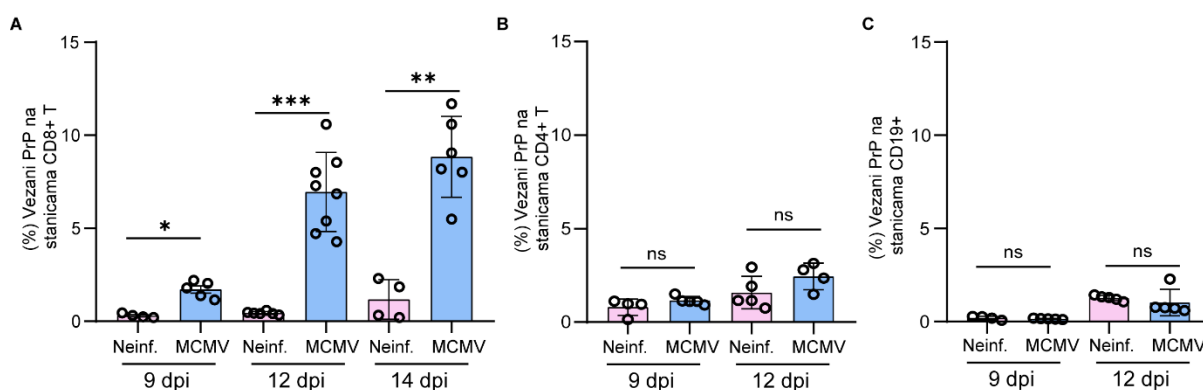 A
(%) Vezani PrP na
stanicama CD8+ T
15
10
5
0
*
***
**
Neinf. MCMV Neinf. MCMV Neinf. MCMV
9 dpi 12 dpi 14 dpi
B
(%) Vezani PrP na
stanicama CD4+ T
15
10
5
0
ns
ns
Neinf. MCMV Neinf. MCMV
9 dpi 12 dpi
C
(%) Vezani PrP na
stanicama CD19+
15
10
5
0
ns
ns
Neinf. MCMV Neinf. MCMV
9 dpi 12 dpi